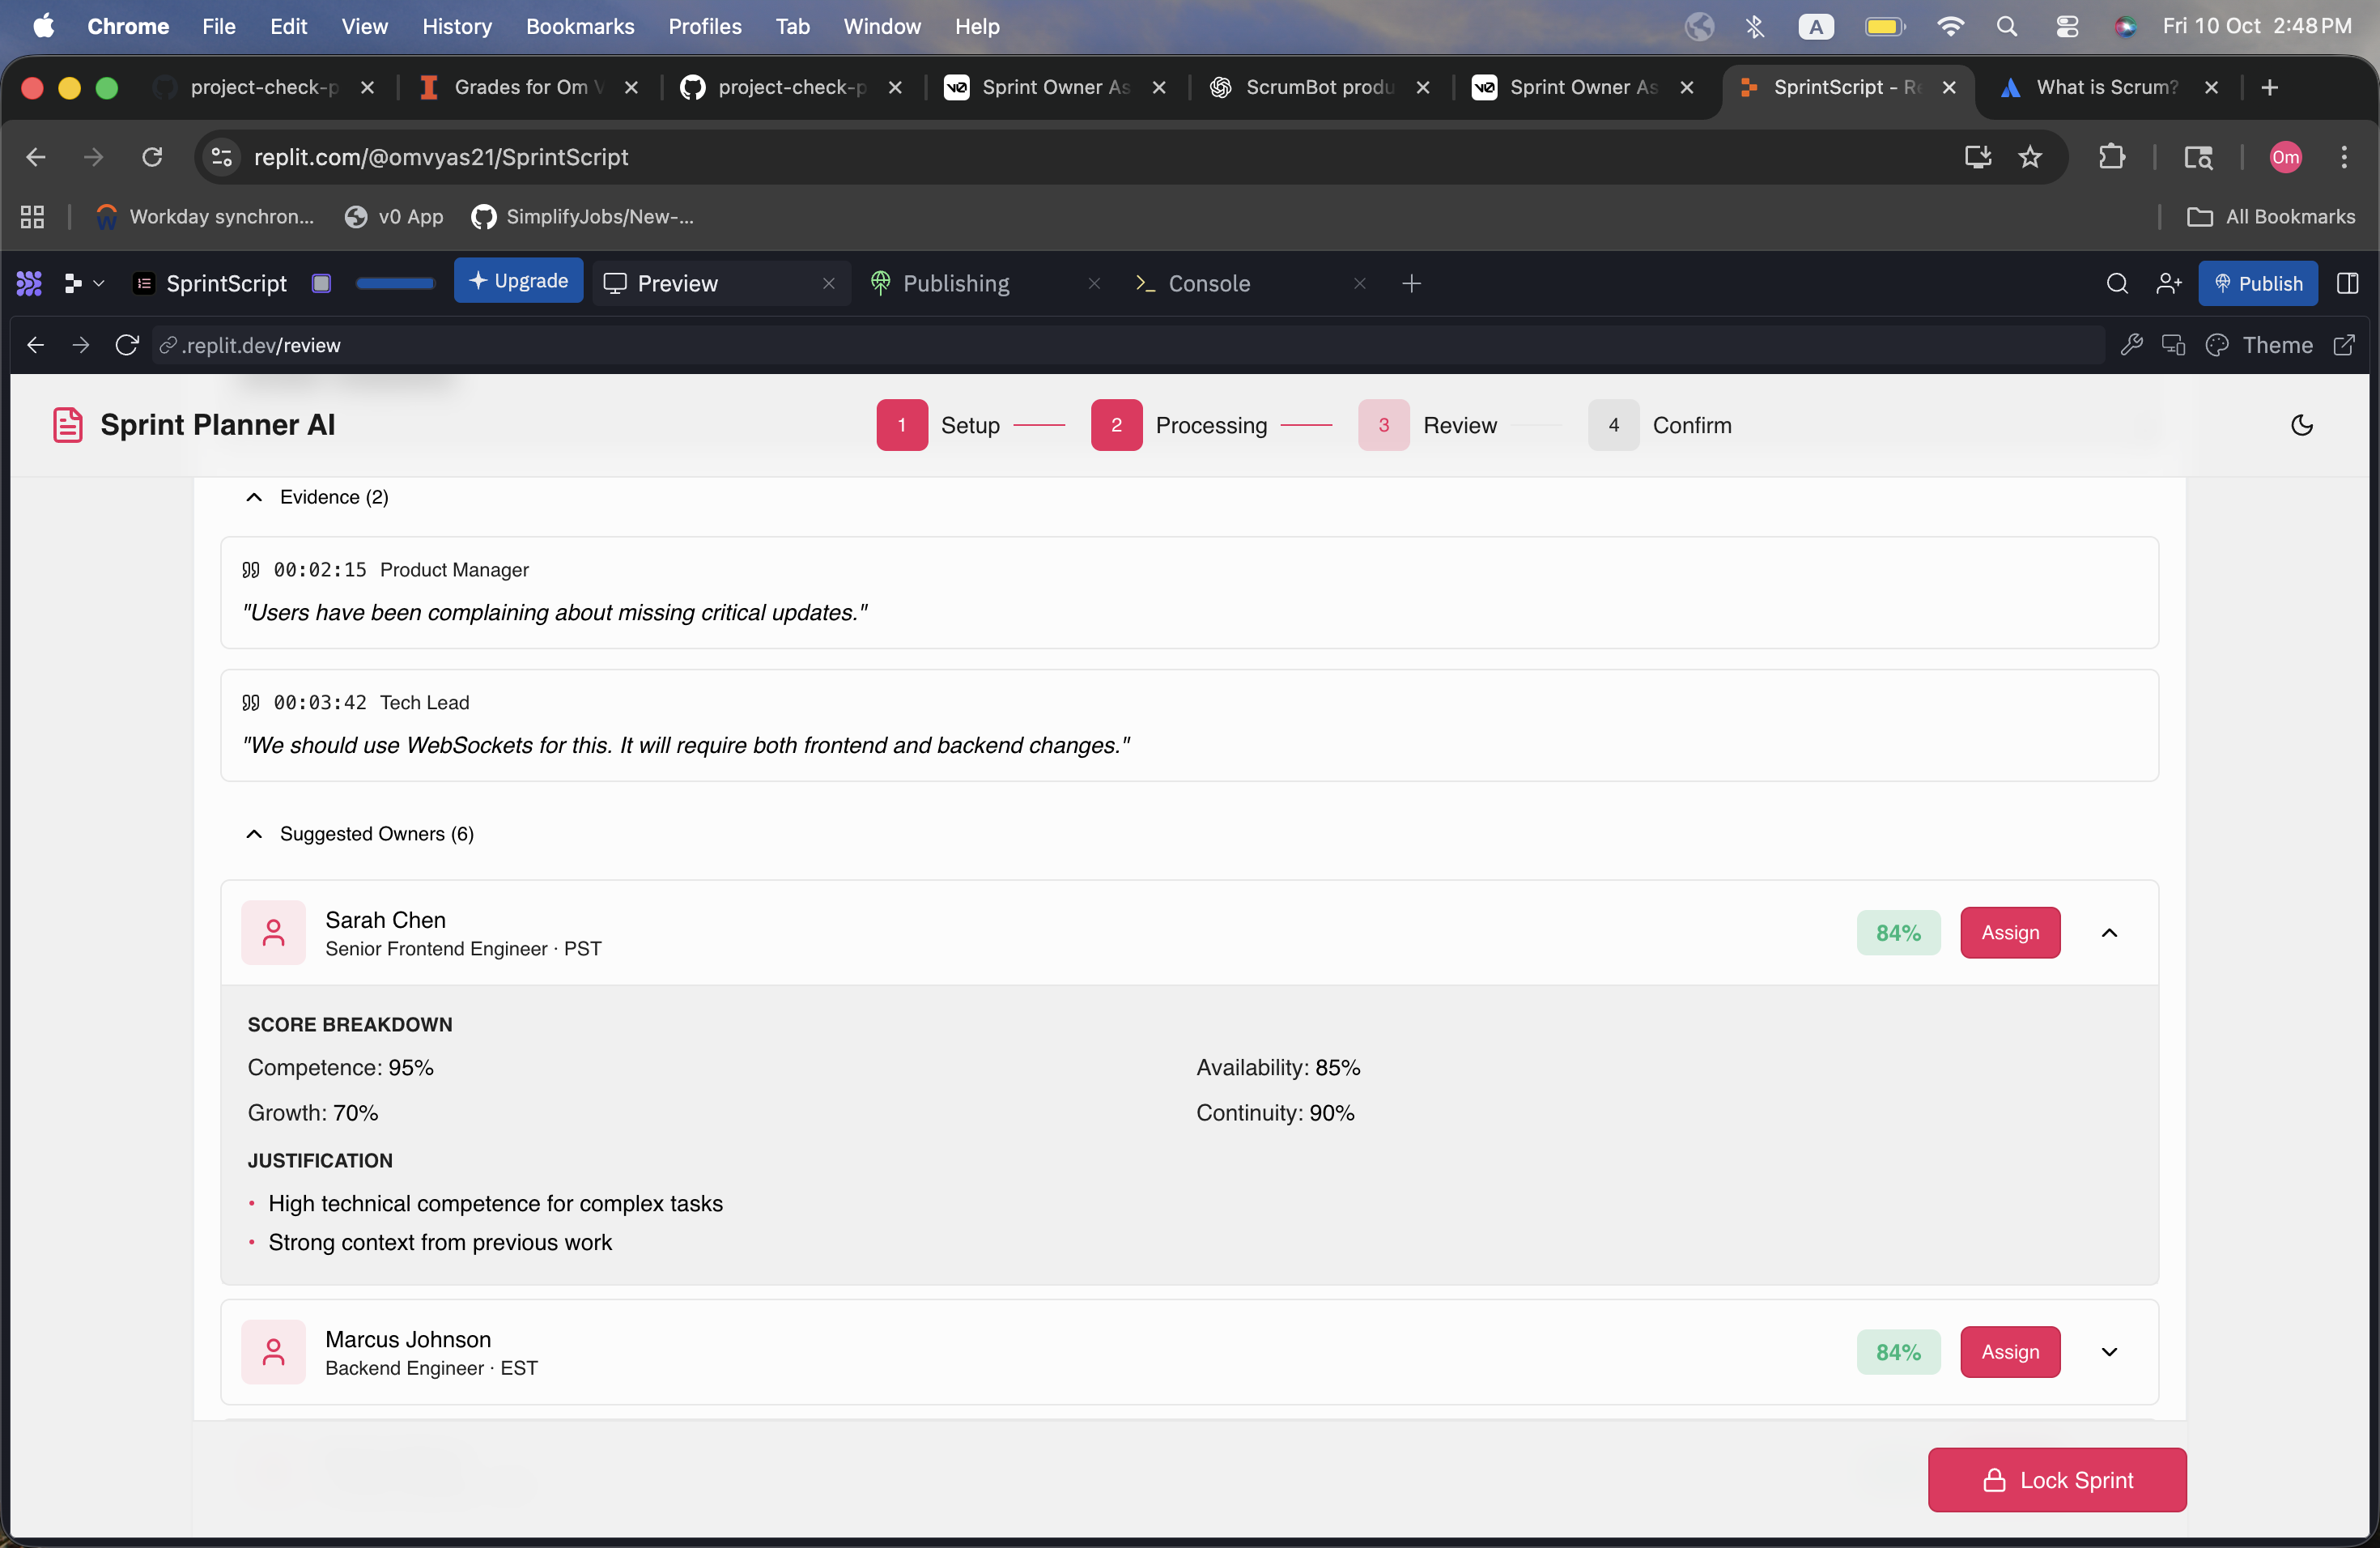 Chrome File Edit View History Bookmarks Profiles Tab Window Help A Fri 10 Oct 2:48 PM
project-check-p Grades for Om V project-check-p Sprint Owner As ScrumBot produ Sprint Owner As SprintScript - Re What is Scrum?
replit.com/@omvyas21/SprintScript Om
Workday synchron... v0 App SimplifyJobs/New-... All Bookmarks
SprintScript Upgrade Preview Publishing Console Publish
.replit.dev/review Theme
Sprint Planner AI 1 Setup 2 Processing 3 Review 4 Confirm
Evidence (2)
00:02:15 Product Manager
"Users have been complaining about missing critical updates."
00:03:42 Tech Lead
"We should use WebSockets for this. It will require both frontend and backend changes."
Suggested Owners (6)
Sarah Chen
Senior Frontend Engineer · PST
84% Assign
SCORE BREAKDOWN
Competence: 95% Availability: 85%
Growth: 70% Continuity: 90%
JUSTIFICATION
• High technical competence for complex tasks
• Strong context from previous work
Marcus Johnson
Backend Engineer · EST
84% Assign
Lock Sprint